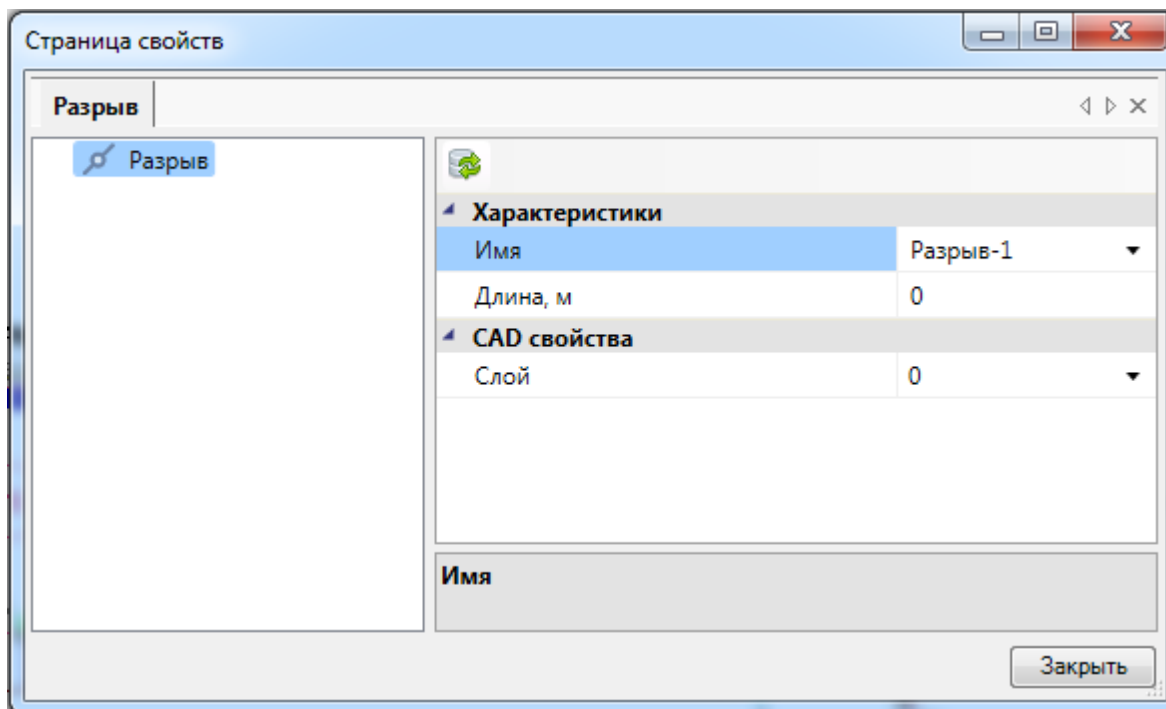 Страница свойств
Разрыв
Разрыв
Характеристики
Имя Разрыв-1
Длина, м 0
CAD свойства
Слой 0
Имя
Закрыть